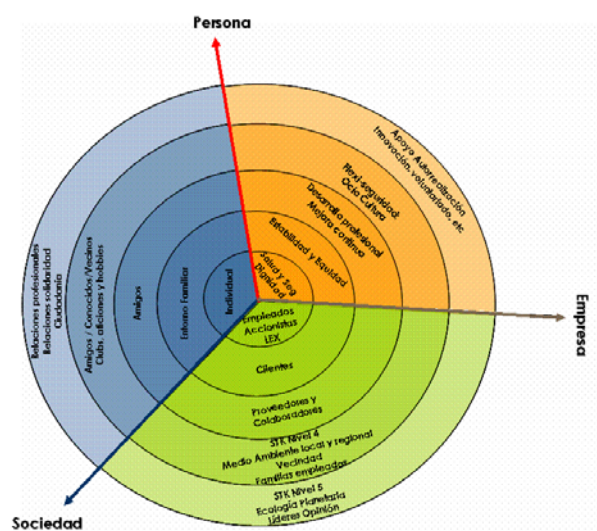 Persona
Apoyo Autorrealización
Innovación, voluntariado, etc
Flexi-seguridad:
Ocio Cultura
Desarrollo profesional
Mejora continua
Estabilidad y Equidad
Salud y Seg
Dignidad
Empresa
Relaciones profesionales
Relaciones solidaridad
Ciudadanía
Amigos / Conocidos/Vecinos
Clubs, aficiones y hobbies
Amigos
Entorno Familiar
Individual
Empleados
Accionistas
LEX
Clientes
Proveedores y
Colaboradores
STK Nivel 4
Medio Ambiente local y regional
Vecindad
Familias empleados
STK Nivel 5
Ecología Planetaria
Líderes Opinión
Sociedad